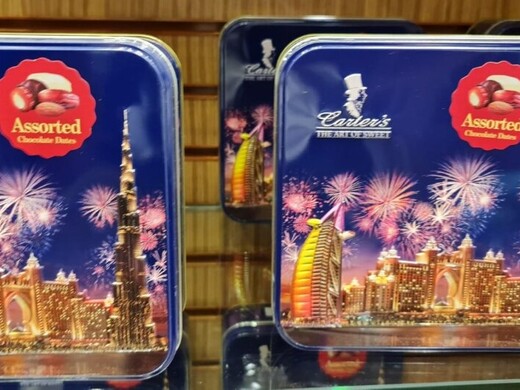 Assorted
Chocolate Dates
Carter's
THE ART OF SWEET
Assorted
Chocolate Dates